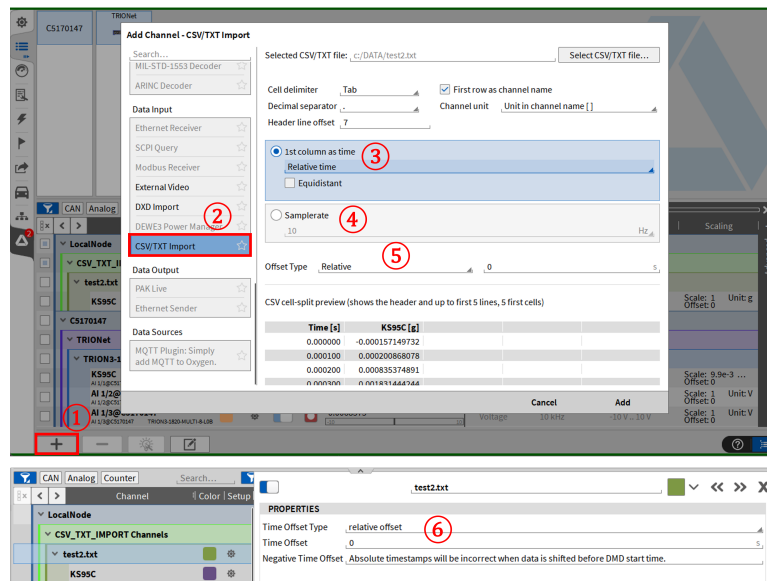 TRIONet
C5170147
Add Channel - CSV/TXT Import
Search...
MIL-STD-1553 Decoder
ARINC Decoder
Data Input
Ethernet Receiver
SCPI Query
Modbus Receiver
External Video
DXD Import
DEWE3 Power Manager
2
CSV/TXT Import
Data Output
PAK Live
Ethernet Sender
Data Sources
MQTT Plugin: Simply
add MQTT to Oxygen.
Selected CSV/TXT file: c:/DATA/test2.txt
Select CSV/TXT file...
Cell delimiter Tab
First row as channel name
Decimal separator .
Channel unit Unit in channel name [ ]
Header line offset 7
1st column as time
3
Relative time
Equidistant
Samplerate
4
10 Hz
5
Offset Type Relative 0 s
CSV cell-split preview (shows the header and up to first 5 lines, 5 first cells)
Time [s] KS95C [g]
0.000000 -0.000157149732
0.000100 0.000200868078
0.000200 0.000835374891
0.000300 0.001831444244
Cancel Add
CAN Analog
LocalNode
test2.txt
KS95C
C5170147
TRIONet
KS95C
AI 1/2@
AI 1/3@C5170147
1
Voltage 10 kHz -10 V .. 10 V
Scaling
Scale: 1 Unit: g
Offset: 0
Scale: 9.9e-3 ...
Offset: 0
Scale: 1 Unit: V
Offset: 0
Scale: 1 Unit: V
Offset: 0
2
CAN Analog Counter Search...
Channel Color Setup
LocalNode
CSV_TXT_IMPORT Channels
test2.txt
KS95C
test2.txt
PROPERTIES
Time Offset Type relative offset
6
Time Offset 0 s
Negative Time Offset Absolute timestamps will be incorrect when data is shifted before DMD start time.